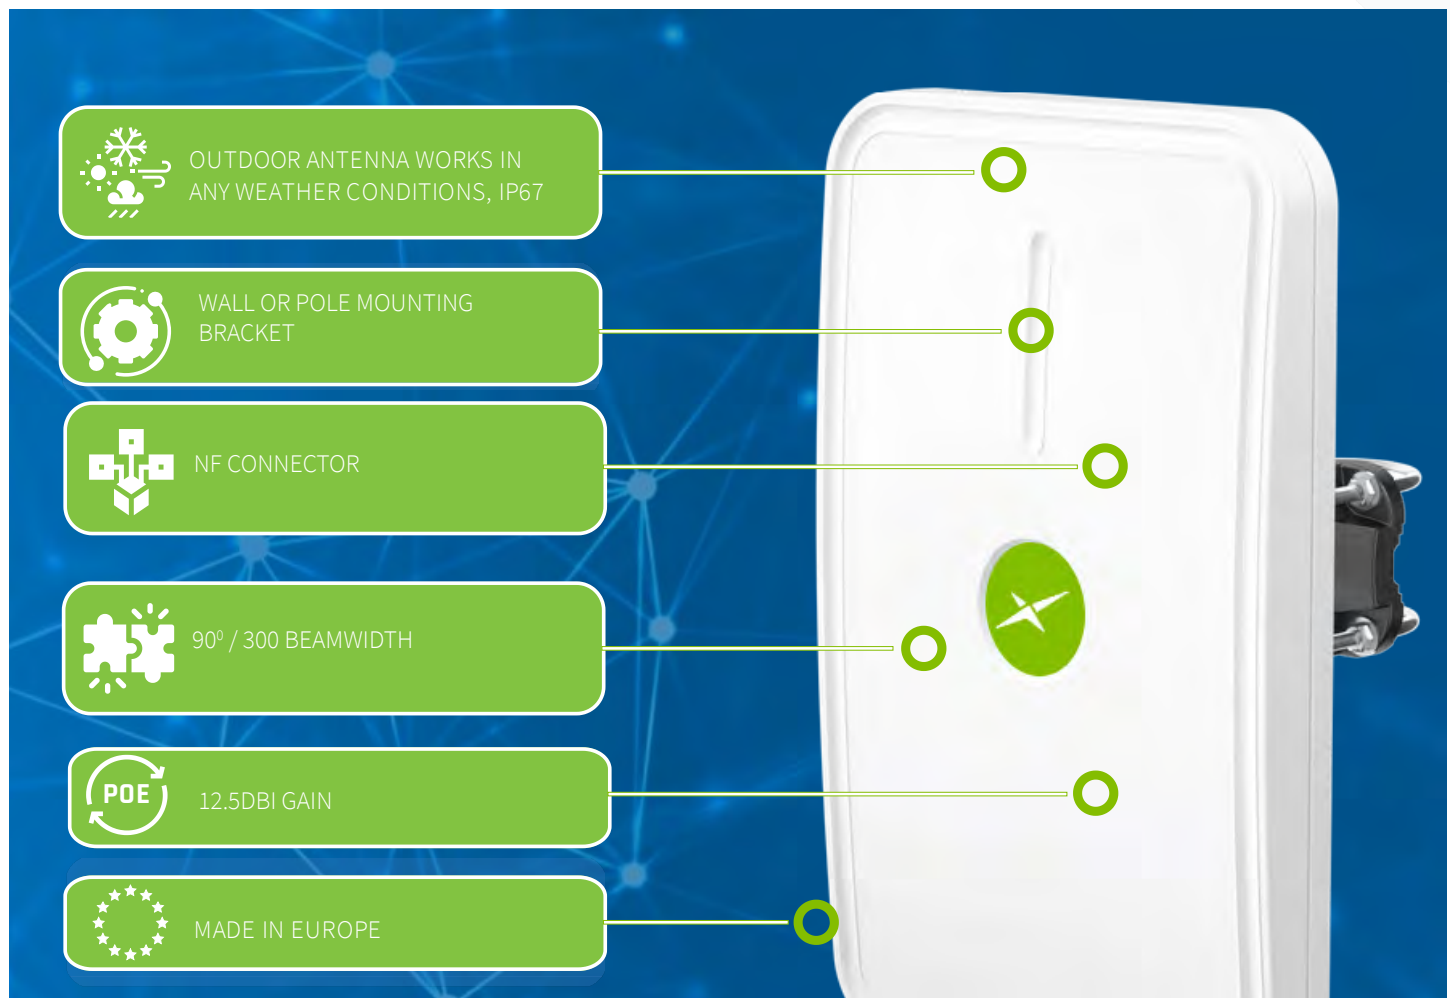 OUTDOOR ANTENNA WORKS IN
ANY WEATHER CONDITIONS, IP67
WALL OR POLE MOUNTING
BRACKET
NF CONNECTOR
90⁰ / 300 BEAMWIDTH
POE
12.5DBI GAIN
MADE IN EUROPE